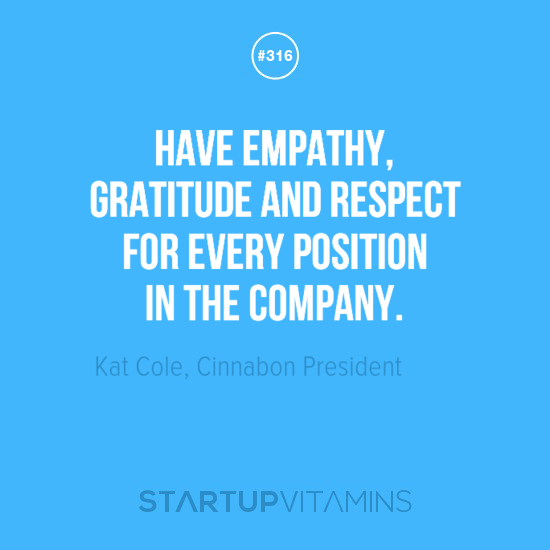 #316
HAVE EMPATHY,
GRATITUDE AND RESPECT
FOR EVERY POSITION
IN THE COMPANY.
Kat Cole, Cinnabon President
STARTUPVITAMINS